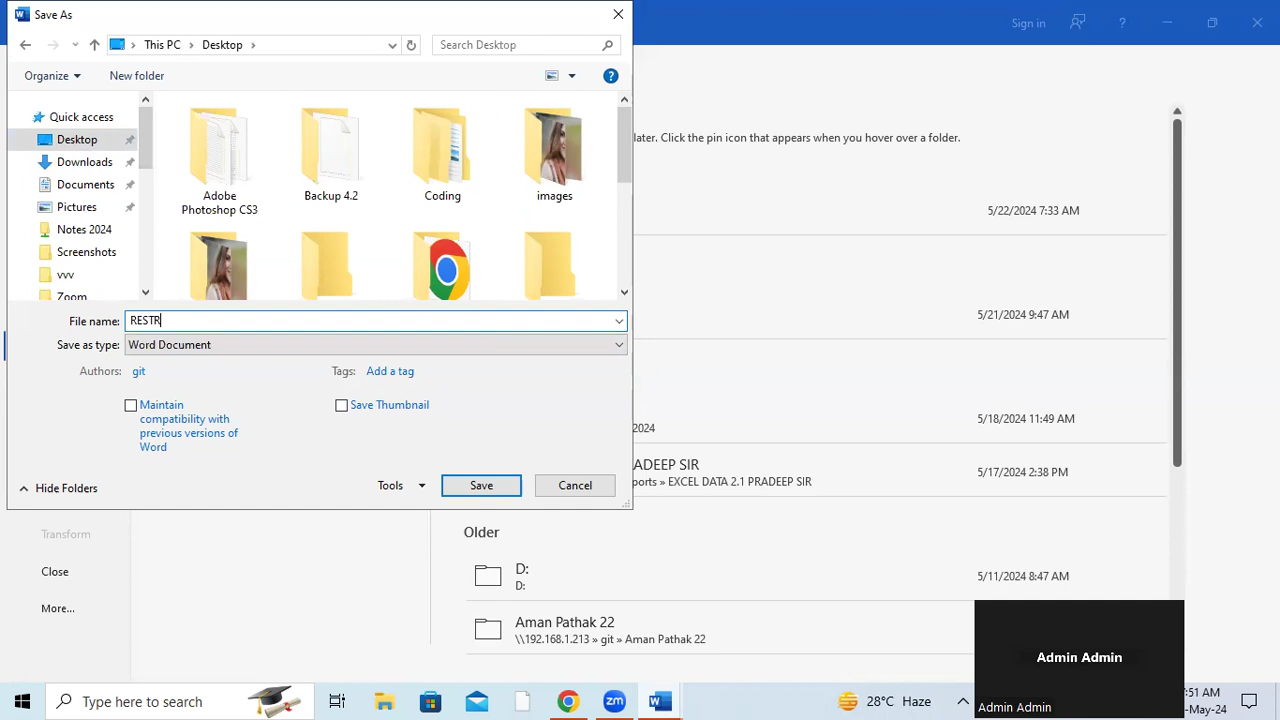 Save As
Sign in
This PC
Desktop
Search Desktop
Organize
New folder
later. Click the pin icon that appears when you hover over a folder.
Quick access
Desktop
Downloads
Documents
Pictures
Notes 2024
Screenshots
vvv
Zoom
Adobe
Photoshop CS3
Backup 4.2
Coding
images
5/22/2024 7:33 AM
5/21/2024 9:47 AM
File name:
RESTR
Save as type:
Word Document
Authors:
git
Tags:
Add a tag
Maintain
compatibility with
previous versions of
Word
Save Thumbnail
2024
5/18/2024 11:49 AM
ADEEP SIR
ports » EXCEL DATA 2.1 PRADEEP SIR
5/17/2024 2:38 PM
Hide Folders
Tools
Save
Cancel
Transform
Close
More...
Older
D:
D:
5/11/2024 8:47 AM
Aman Pathak 22
\\192.168.1.213 » git » Aman Pathak 22
Admin Admin
Admin Admin
Type here to search
zm
28°C Haze
:51 AM
-May-24